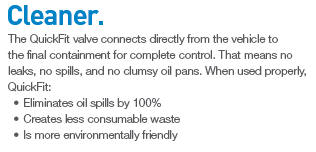 Cleaner.
The QuickFit valve connects directly from the vehicle to
the final containment for complete control. That means no
leaks, no spills, and no clumsy oil pans. When used properly,
QuickFit:
• Eliminates oil spills by 100%
• Creates less consumable waste
• Is more environmentally friendly